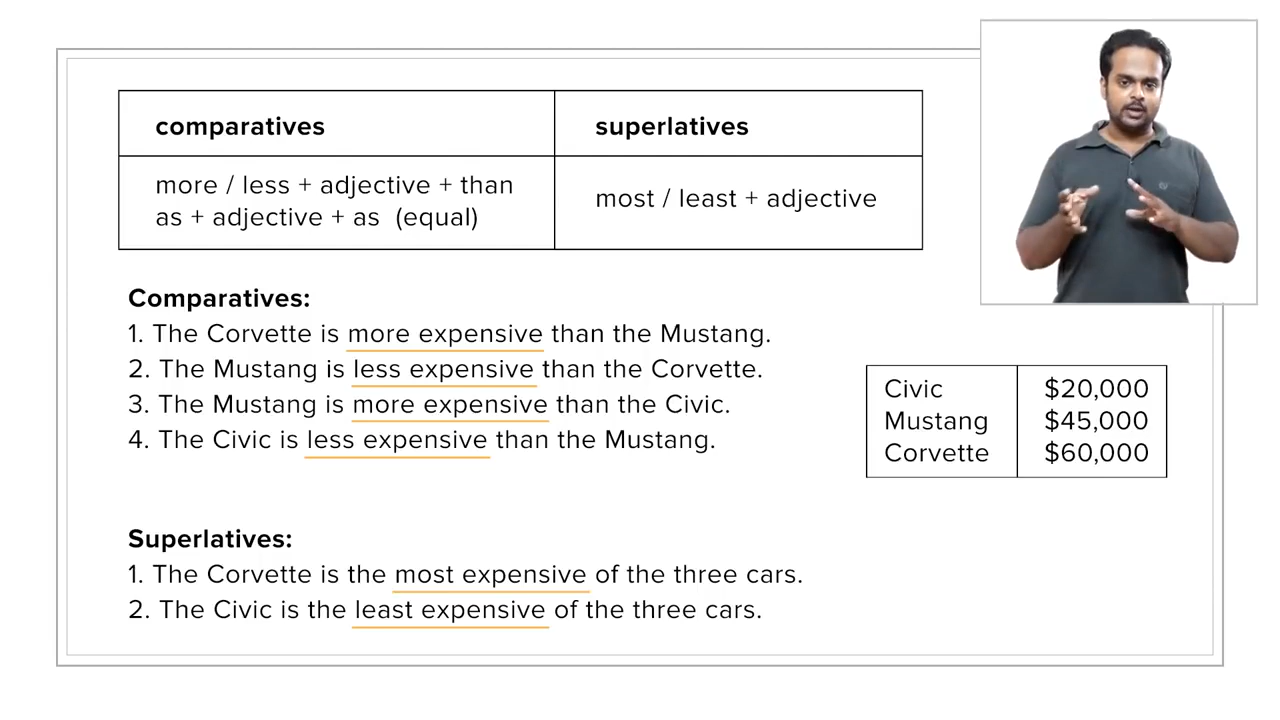 comparatives
superlatives
more / less + adjective + than
as + adjective + as (equal)
most / least + adjective
Comparatives:
1. The Corvette is more expensive than the Mustang.
2. The Mustang is less expensive than the Corvette.
3. The Mustang is more expensive than the Civic.
4. The Civic is less expensive than the Mustang.
Civic $20,000
Mustang $45,000
Corvette $60,000
Superlatives:
1. The Corvette is the most expensive of the three cars.
2. The Civic is the least expensive of the three cars.